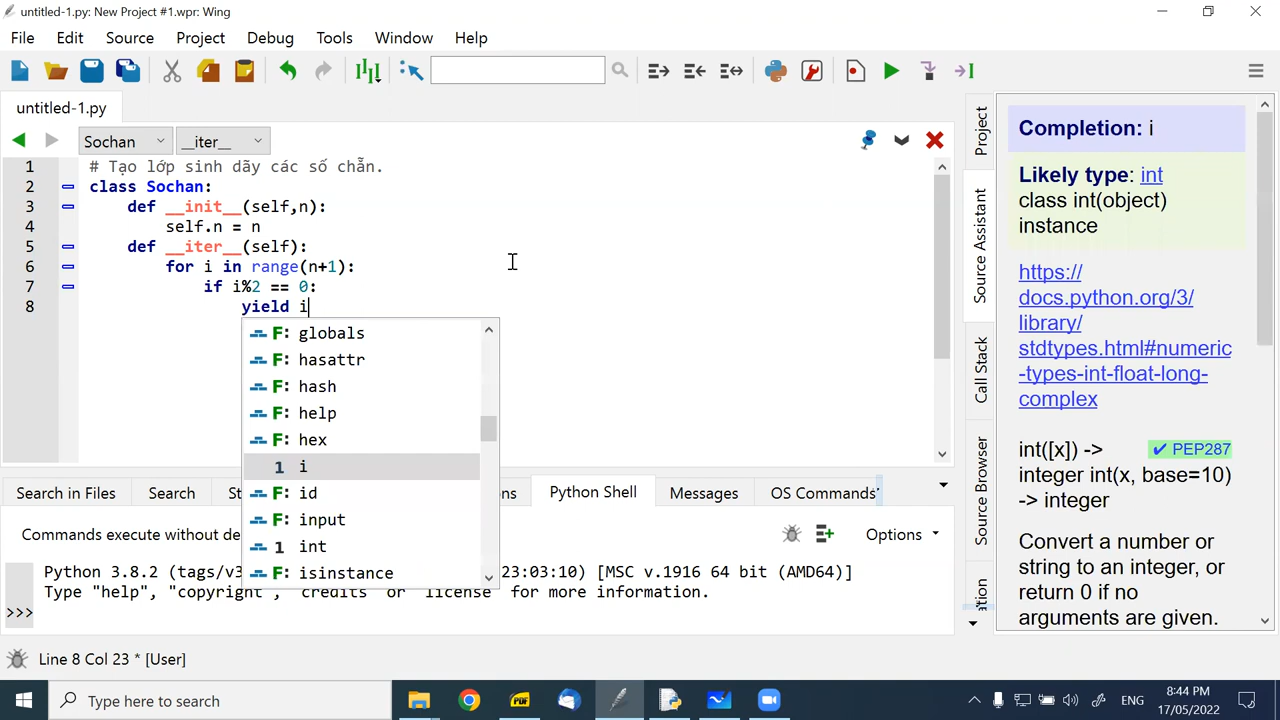 untitled-1.py: New Project #1.wpr: Wing
File Edit Source Project Debug Tools Window Help
untitled-1.py
Sochan __iter__
1 # Tạo lớp sinh dãy các số chẵn.
2 class Sochan:
3 def __init__(self,n):
4 self.n = n
5 def __iter__(self):
6 for i in range(n+1):
7 if i%2 == 0:
8 yield i
F: globals
F: hasattr
F: hash
F: help
F: hex
1 i
F: id
F: input
1 int
F: isinstance
Search in Files Search Python Shell Messages OS Commands
Commands execute without Options
Python 3.8.2 (tags/v3 23:03:10) [MSC v.1916 64 bit (AMD64)]
Type "help", "copyright", "credits" or "license" for more information.
>>>
Line 8 Col 23 * [User]
Project
Source Assistant
Call Stack
Source Browser
Completion: i
Likely type: int
class int(object)
instance
https://
docs.python.org/3/
library/
stdtypes.html#numeric
-types-int-float-long-
complex
int([x]) -> ✔ PEP287
integer int(x, base=10)
-> integer
Convert a number or
string to an integer, or
return 0 if no
arguments are given.
Type here to search
PDF
ENG
8:44 PM
17/05/2022